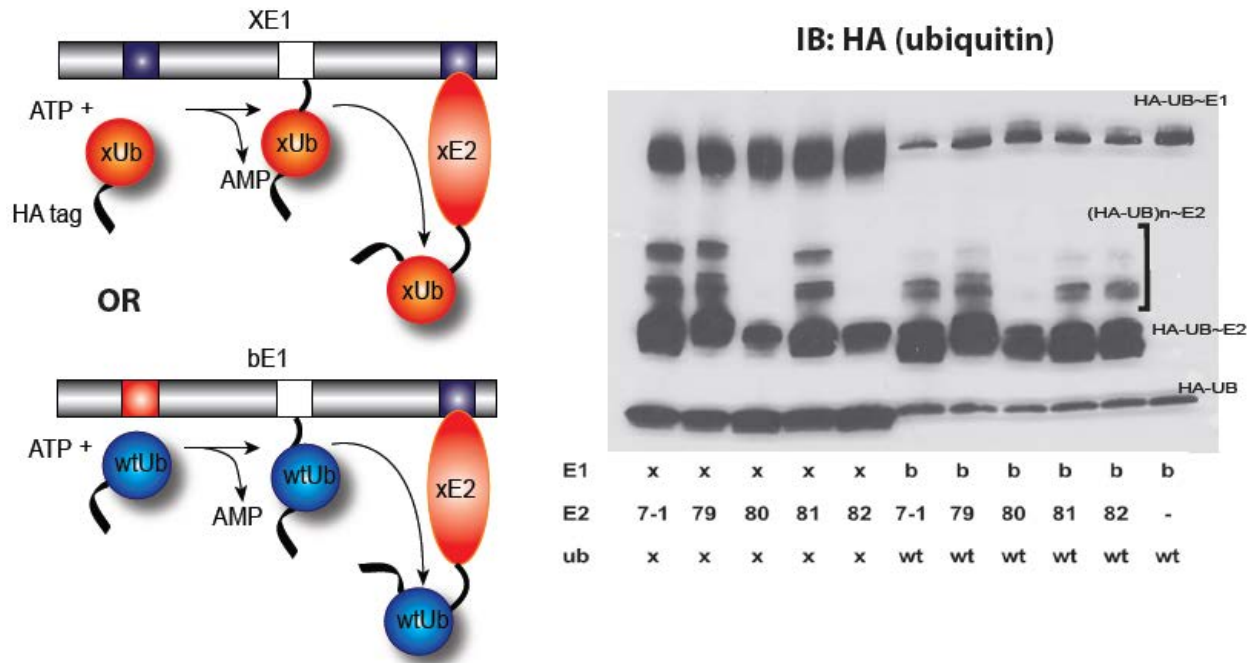 XE1
ATP +
xUb
HA tag
AMP
xUb
xE2
xUb
OR
bE1
ATP +
wtUb
AMP
wtUb
xE2
wtUb
IB: HA (ubiquitin)
HA-UB~E1
(HA-UB)n~E2
HA-UB~E2
HA-UB
E1 x x x x x b b b b b b
E2 7-1 79 80 81 82 7-1 79 80 81 82 -
ub x x x x x wt wt wt wt wt wt